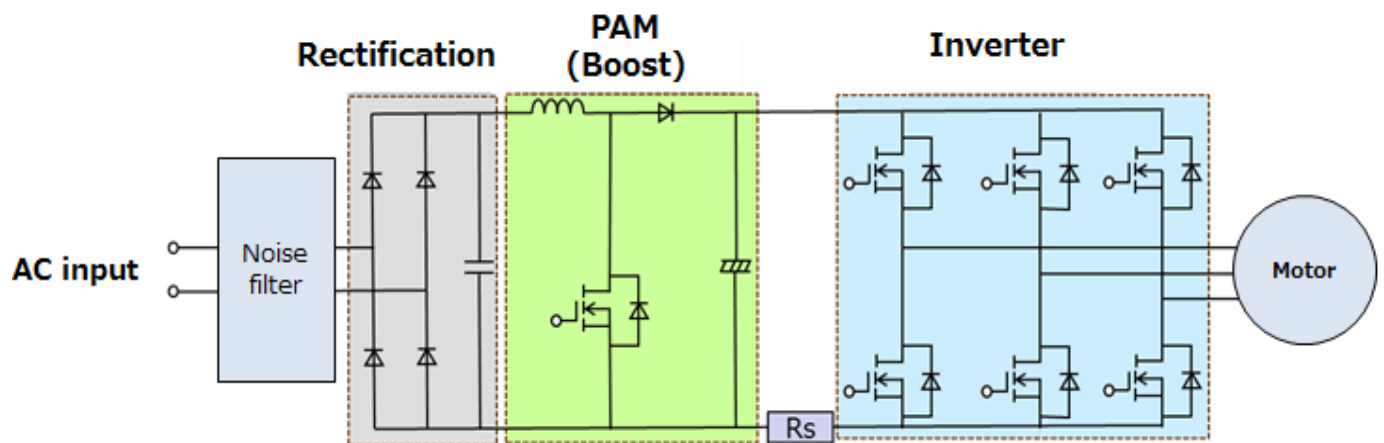 Rectification
PAM
(Boost)
Inverter
AC input
Noise
filter
Motor
Rs